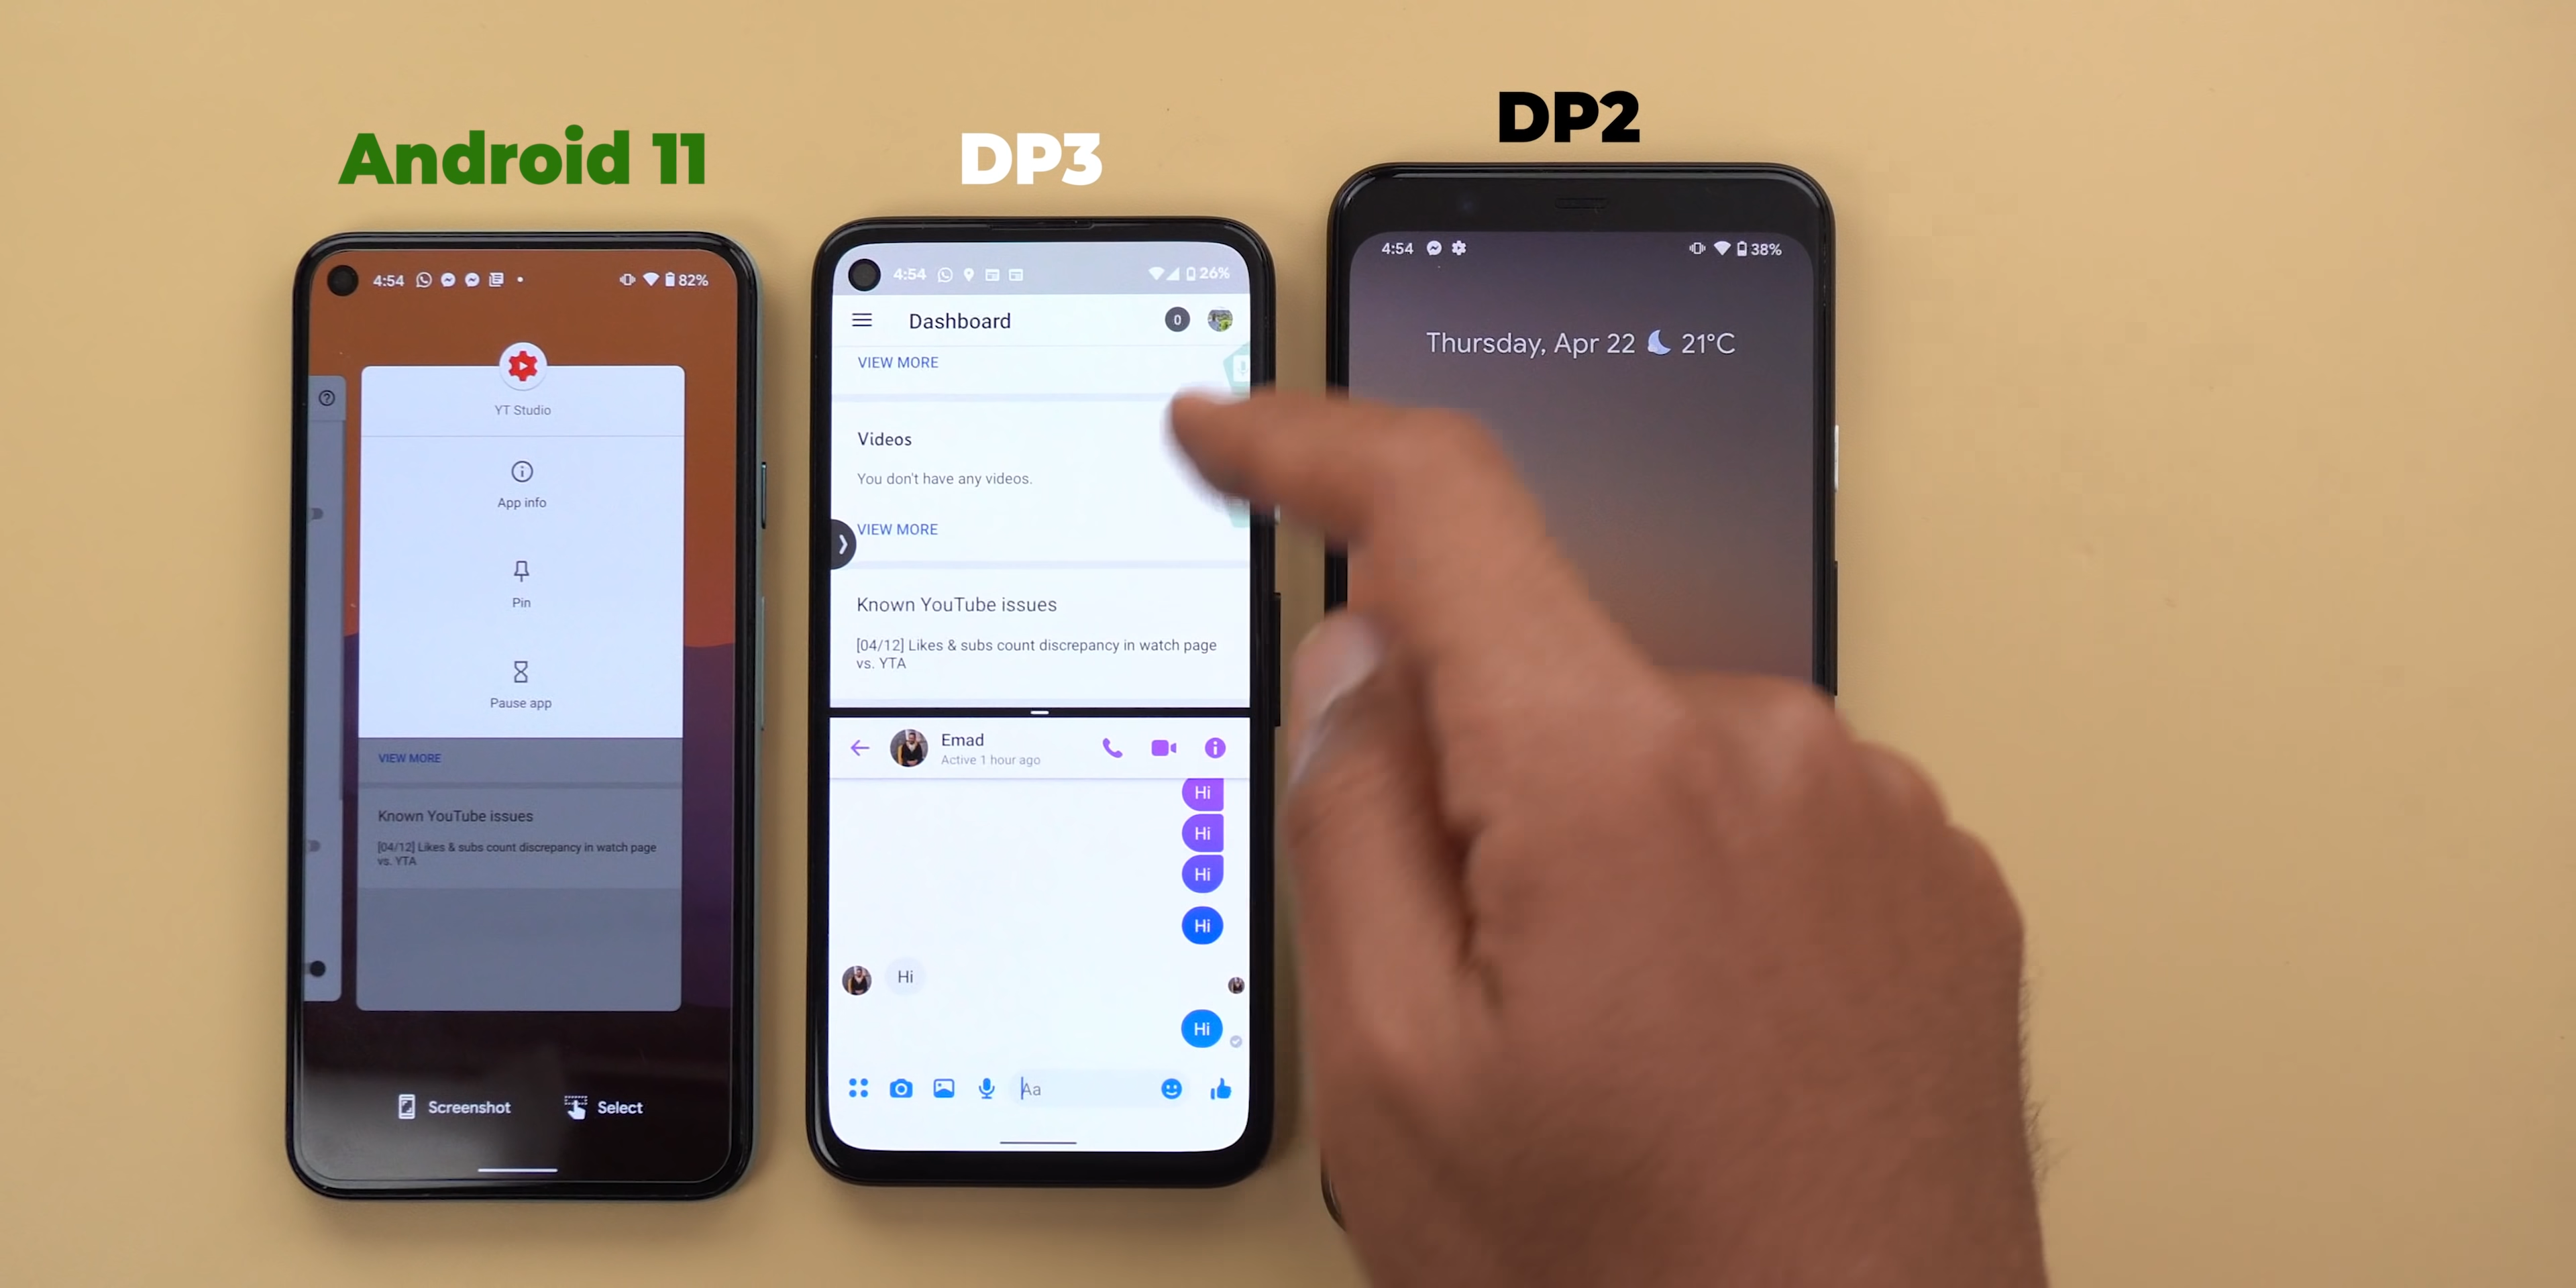 Android 11
DP3
DP2
4:54
82%
YT Studio
App info
Pin
Pause app
VIEW MORE
Known YouTube issues
[04/12] Likes & subs count discrepancy in watch page
vs. YTA
Screenshot
Select
4:54
26%
Dashboard
0
VIEW MORE
Videos
You don't have any videos.
VIEW MORE
Known YouTube issues
[04/12] Likes & subs count discrepancy in watch page
vs. YTA
Emad
Active 1 hour ago
Hi
Hi
Hi
Hi
Hi
Hi
Aa
4:54
38%
Thursday, Apr 22 21°C